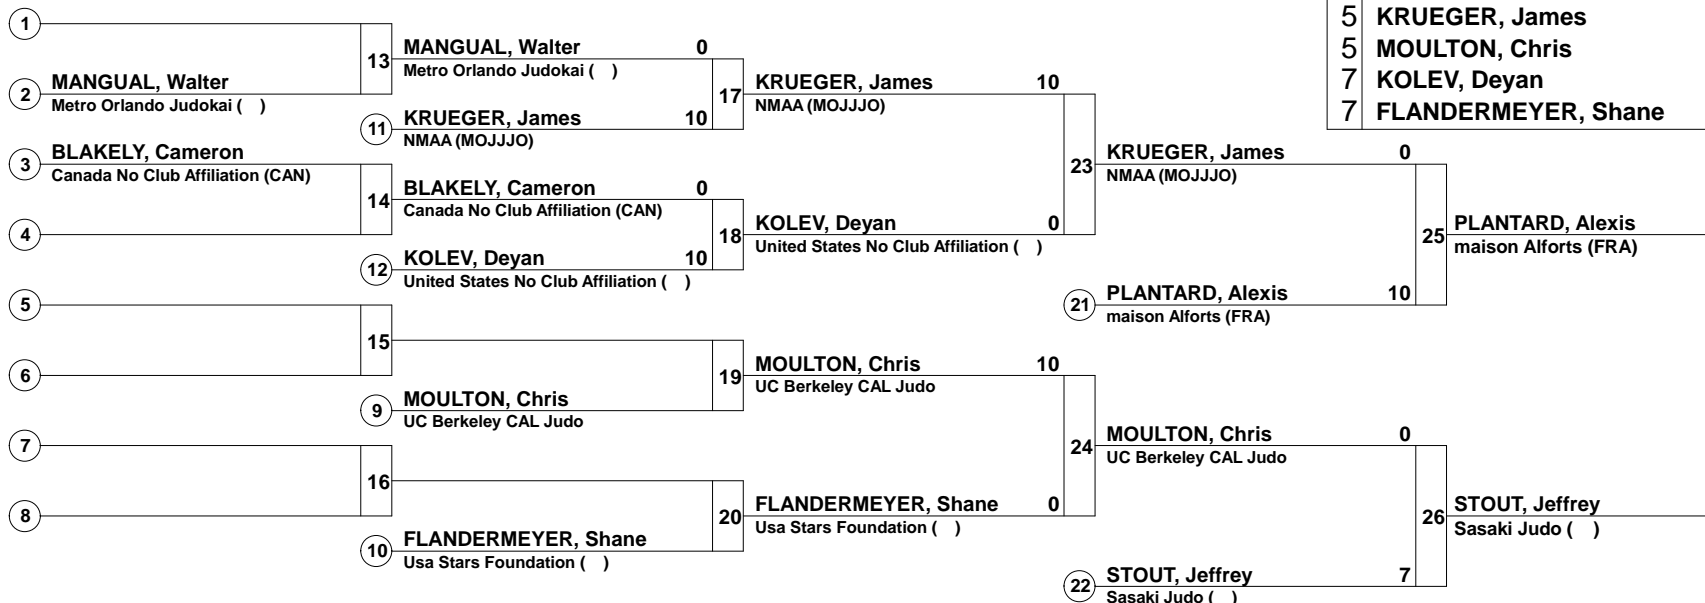 1
13
MANGUAL, Walter 0
Metro Orlando Judokai ( )
2
MANGUAL, Walter
Metro Orlando Judokai ( )
17
KRUEGER, James 10
NMAA (MOJJJO)
11
KRUEGER, James 10
NMAA (MOJJJO)
3
BLAKELY, Cameron
Canada No Club Affiliation (CAN)
14
BLAKELY, Cameron 0
Canada No Club Affiliation (CAN)
4
18
KOLEV, Deyan 0
United States No Club Affiliation ( )
12
KOLEV, Deyan 10
United States No Club Affiliation ( )
23
KRUEGER, James 0
NMAA (MOJJJO)
25
PLANTARD, Alexis
maison Alforts (FRA)
21
PLANTARD, Alexis 10
maison Alforts (FRA)
5
15
6
19
MOULTON, Chris 10
UC Berkeley CAL Judo
9
MOULTON, Chris
UC Berkeley CAL Judo
7
16
8
20
FLANDERMEYER, Shane 0
Usa Stars Foundation ( )
10
FLANDERMEYER, Shane
Usa Stars Foundation ( )
24
MOULTON, Chris 0
UC Berkeley CAL Judo
26
STOUT, Jeffrey
Sasaki Judo ( )
22
STOUT, Jeffrey 7
Sasaki Judo ( )
5 KRUEGER, James
5 MOULTON, Chris
7 KOLEV, Deyan
7 FLANDERMEYER, Shane